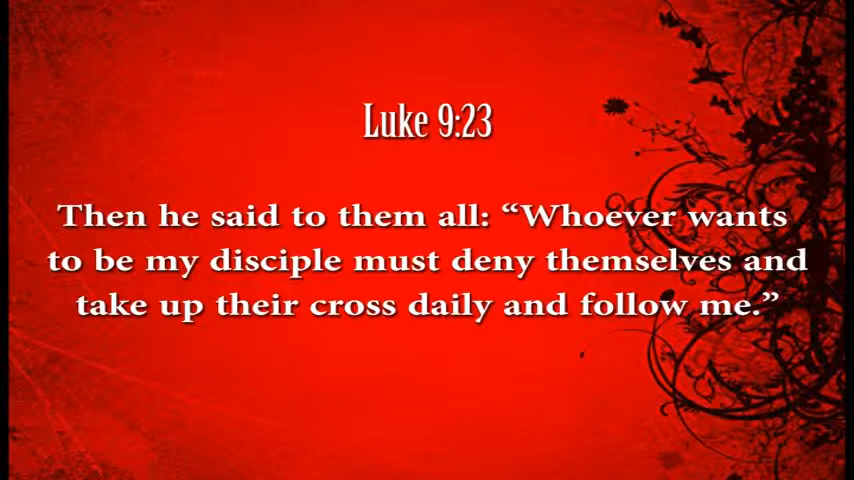 Luke 9:23
Then he said to them all: “Whoever wants
to be my disciple must deny themselves and
take up their cross daily and follow me.”